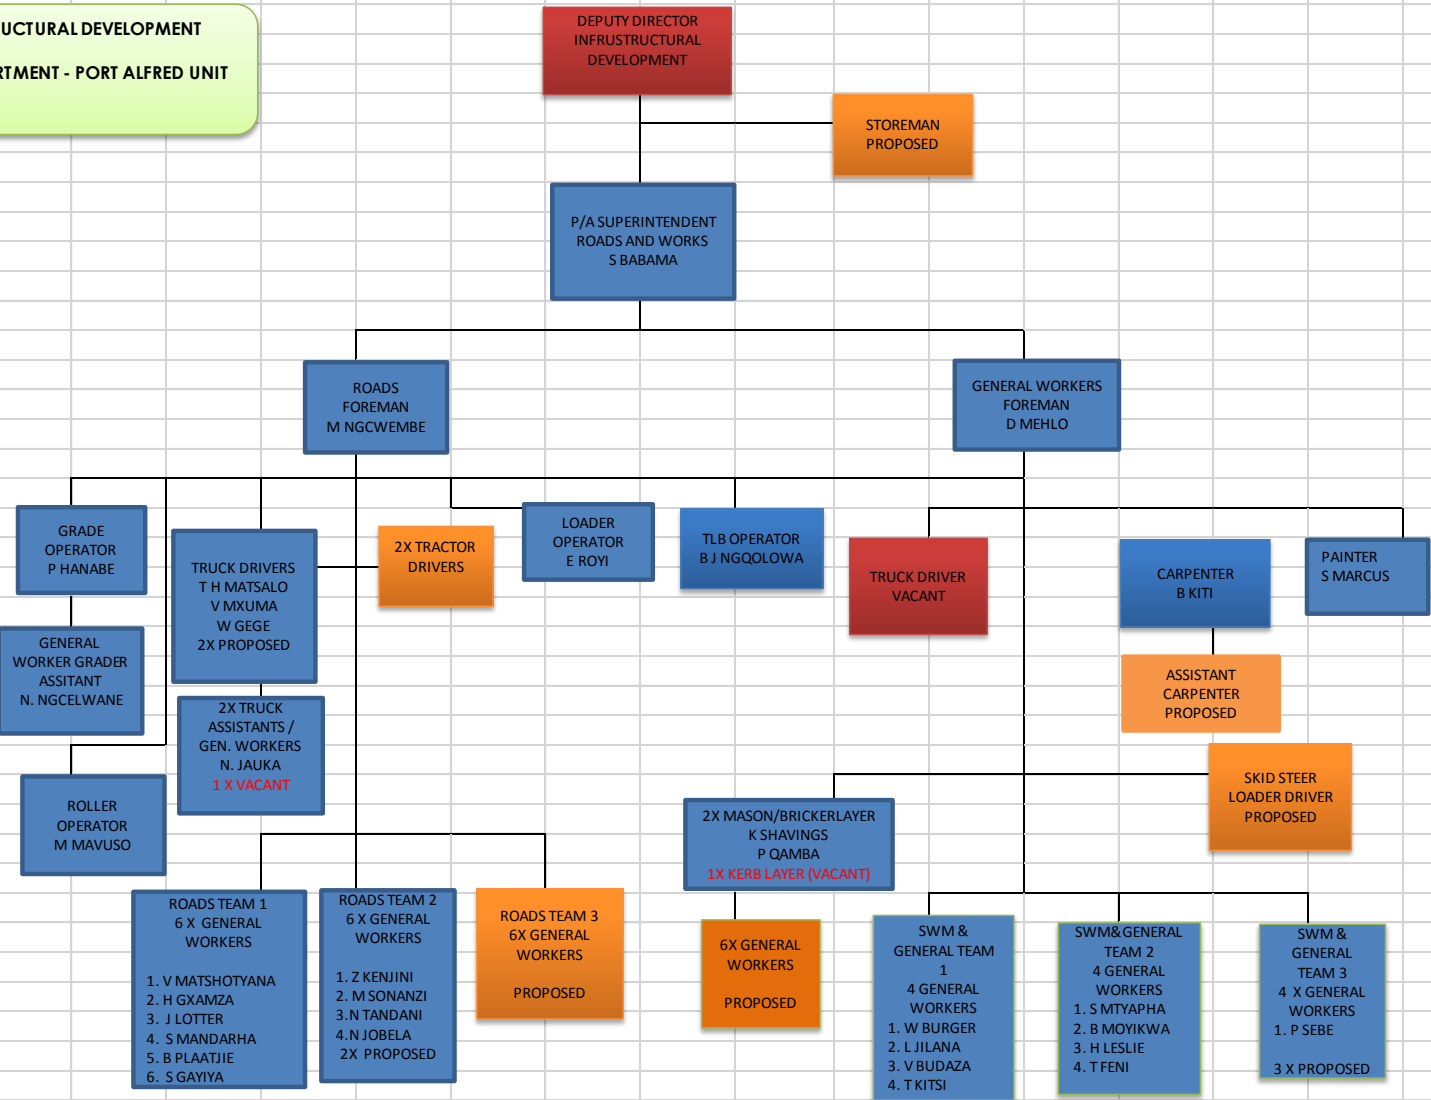 UCTURAL DEVELOPMENT
RTMENT - PORT ALFRED UNIT
DEPUTY DIRECTOR
INFRUSTRUCTURAL
DEVELOPMENT
STOREMAN
PROPOSED
P/A SUPERINTENDENT
ROADS AND WORKS
S BABAMA
ROADS
FOREMAN
M NGCWEMBE
GENERAL WORKERS
FOREMAN
D MEHLO
GRADE
OPERATOR
P HANABE
TRUCK DRIVERS
T H MATSALO
V MXUMA
W GEGE
2X PROPOSED
2X TRACTOR
DRIVERS
LOADER
OPERATOR
E ROYI
TLB OPERATOR
B J NGQOLOWA
TRUCK DRIVER
VACANT
CARPENTER
B KITI
PAINTER
S MARCUS
GENERAL
WORKER GRADER
ASSITANT
N. NGCELWANE
2X TRUCK
ASSISTANTS /
GEN. WORKERS
N. JAUKA
1 X VACANT
ASSISTANT
CARPENTER
PROPOSED
SKID STEER
LOADER DRIVER
PROPOSED
ROLLER
OPERATOR
M MAVUSO
2X MASON/BRICKERLAYER
K SHAVINGS
P QAMBA
1X KERB LAYER (VACANT)
ROADS TEAM 1
6 X GENERAL
WORKERS
1. V MATSHOTYANA
2. H GXAMZA
3. J LOTTER
4. S MANDARHA
5. B PLAATJIE
6. S GAYIYA
ROADS TEAM 2
6 X GENERAL
WORKERS
1. Z KENJINI
2. M SONANZI
3.N TANDANI
4.N JOBELA
2X PROPOSED
ROADS TEAM 3
6X GENERAL
WORKERS
PROPOSED
6X GENERAL
WORKERS
PROPOSED
SWM &
GENERAL TEAM
1
4 GENERAL
WORKERS
1. W BURGER
2. L JILANA
3. V BUDAZA
4. T KITSI
SWM&GENERAL
TEAM 2
4 GENERAL
WORKERS
1. S MTYAPHA
2. B MOYIKWA
3. H LESLIE
4. T FENI
SWM &
GENERAL
TEAM 3
4 X GENERAL
WORKERS
1. P SEBE
3 X PROPOSED